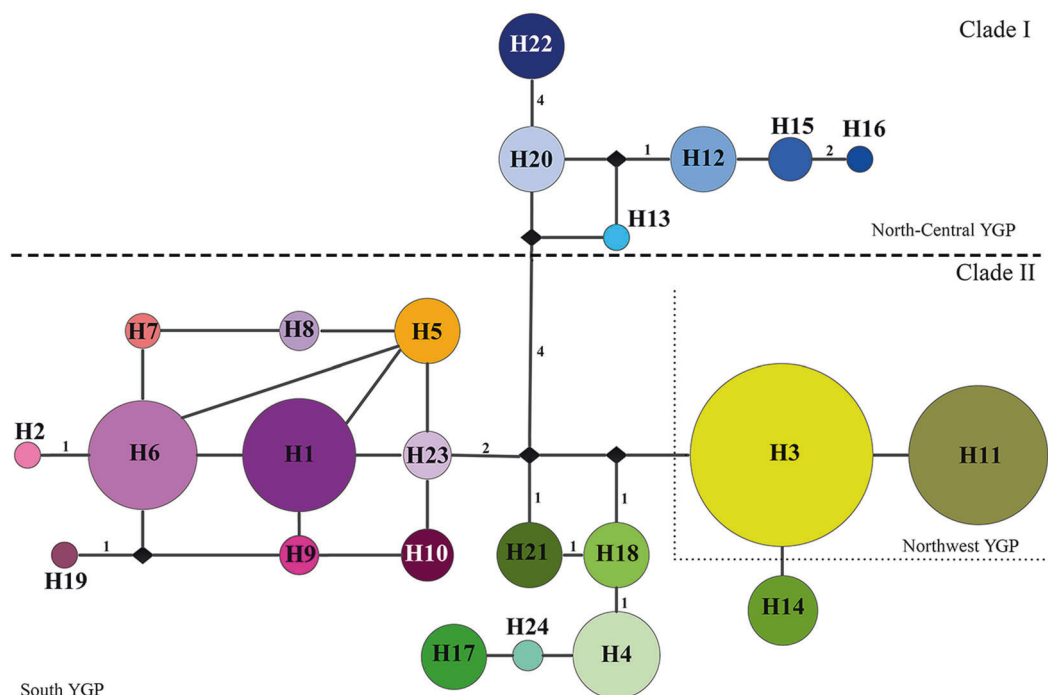 Clade I
H22
4
H20
1
H12
H15
2
H16
H13
North-Central YGP
Clade II
H7
H8
H5
4
H2
1
H6
H1
H23
2
H3
H11
1
1
H19
1
H9
H10
H21
1
H18
Northwest YGP
1
H14
H17
H24
H4
South YGP